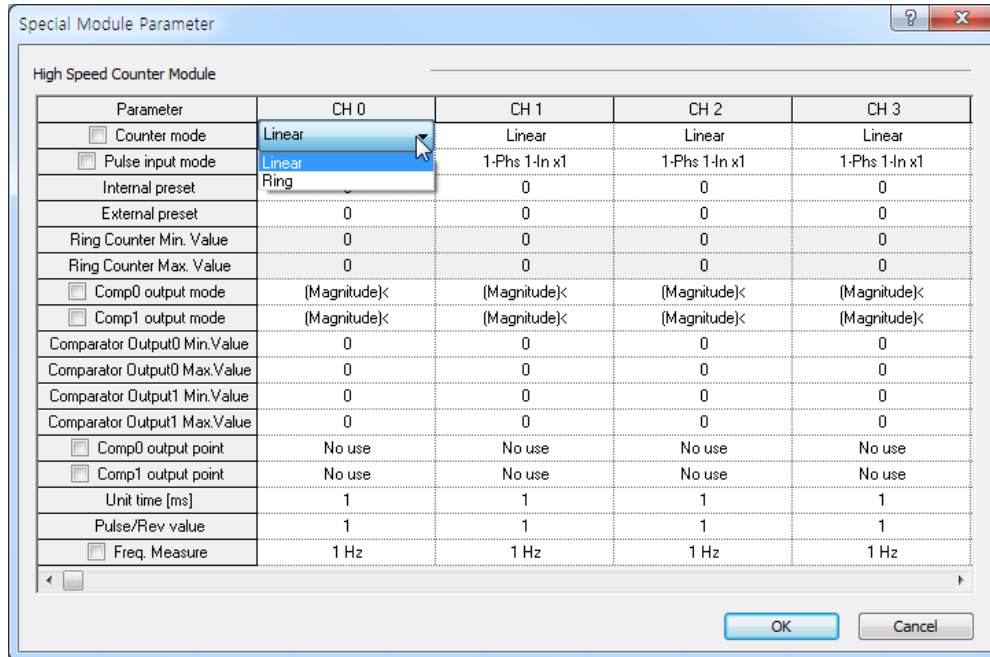 Special Module Parameter
High Speed Counter Module
Parameter CH 0 CH 1 CH 2 CH 3
Counter mode Linear Linear Linear Linear
Linear
Ring
Pulse input mode 1-Phs 1-In x1 1-Phs 1-In x1 1-Phs 1-In x1
Internal preset 0 0 0
External preset 0 0 0 0
Ring Counter Min. Value 0 0 0 0
Ring Counter Max. Value 0 0 0 0
Comp0 output mode (Magnitude)< (Magnitude)< (Magnitude)< (Magnitude)<
Comp1 output mode (Magnitude)< (Magnitude)< (Magnitude)< (Magnitude)<
Comparator Output0 Min.Value 0 0 0 0
Comparator Output0 Max.Value 0 0 0 0
Comparator Output1 Min.Value 0 0 0 0
Comparator Output1 Max.Value 0 0 0 0
Comp0 output point No use No use No use No use
Comp1 output point No use No use No use No use
Unit time [ms] 1 1 1 1
Pulse/Rev value 1 1 1 1
Freq. Measure 1 Hz 1 Hz 1 Hz 1 Hz
OK Cancel